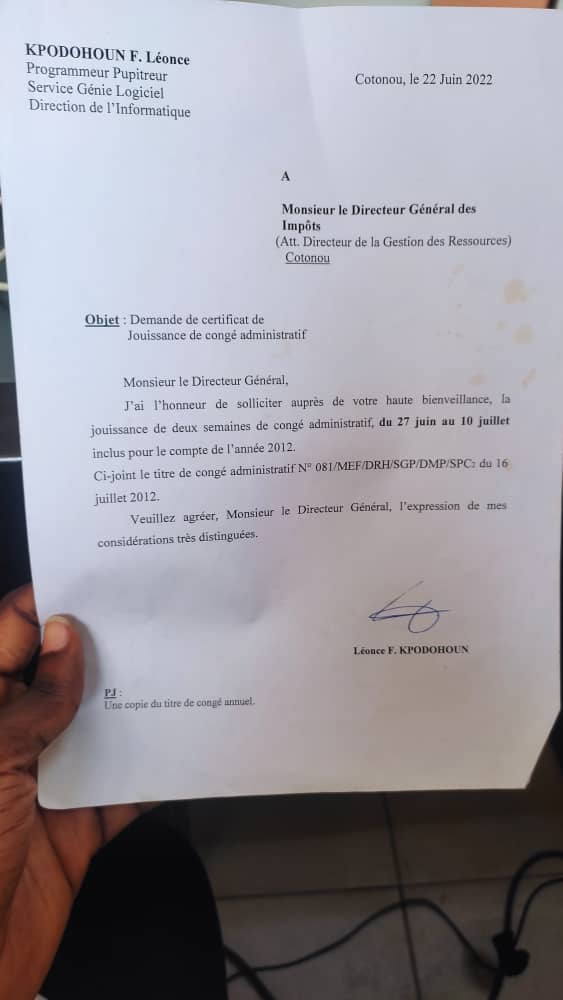 KPODOHOUN F. Léonce
Programmeur Pupitreur
Service Génie Logiciel
Direction de l'Informatique
Cotonou, le 22 Juin 2022
A
Monsieur le Directeur Général des
Impôts
(Att. Directeur de la Gestion des Ressources)
Cotonou
Objet : Demande de certificat de
Jouissance de congé administratif
Monsieur le Directeur Général,
J'ai l'honneur de solliciter auprès de votre haute bienveillance, la
jouissance de deux semaines de congé administratif, du 27 juin au 10 juillet
inclus pour le compte de l'année 2012.
Ci-joint le titre de congé administratif N° 081/MEF/DRH/SGP/DMP/SPC₂ du 16
juillet 2012.
Veuillez agréer, Monsieur le Directeur Général, l'expression de mes
considérations très distinguées.
Léonce F. KPODOHOUN
PJ :
Une copie du titre de congé annuel.